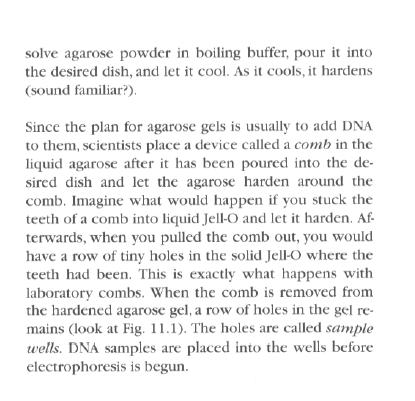 solve agarose powder in boiling buffer, pour it into
the desired dish, and let it cool. As it cools, it hardens
(sound familiar?).
Since the plan for agarose gels is usually to add DNA
to them, scientists place a device called a comb in the
liquid agarose after it has been poured into the de-
sired dish and let the agarose harden around the
comb. Imagine what would happen if you stuck the
teeth of a comb into liquid Jell-O and let it harden. Af-
terwards, when you pulled the comb out, you would
have a row of tiny holes in the solid Jell-O where the
teeth had been. This is exactly what happens with
laboratory combs. When the comb is removed from
the hardened agarose gel, a row of holes in the gel re-
mains (look at Fig. 11.1). The holes are called sample
wells. DNA samples are placed into the wells before
electrophoresis is begun.